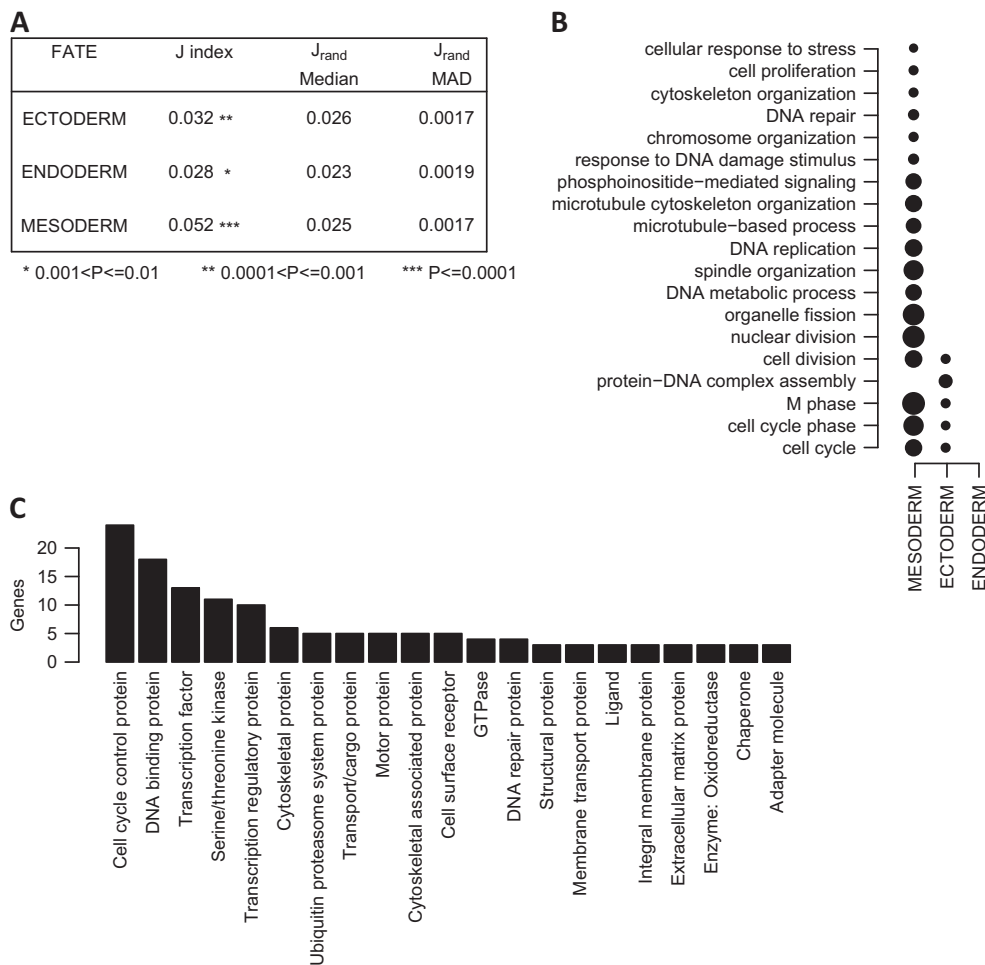 A
FATE J index Jrand Jrand
Median MAD
ECTODERM 0.032 ** 0.026 0.0017
ENDODERM 0.028 * 0.023 0.0019
MESODERM 0.052 *** 0.025 0.0017
* 0.001<P<=0.01 ** 0.0001<P<=0.001 *** P<=0.0001
B
cellular response to stress
cell proliferation
cytoskeleton organization
DNA repair
chromosome organization
response to DNA damage stimulus
phosphoinositide−mediated signaling
microtubule cytoskeleton organization
microtubule−based process
DNA replication
spindle organization
DNA metabolic process
organelle fission
nuclear division
cell division
protein−DNA complex assembly
M phase
cell cycle phase
cell cycle
MESODERM
ECTODERM
ENDODERM
C
Genes
20
15
10
5
0
Cell cycle control protein
DNA binding protein
Transcription factor
Serine/threonine kinase
Transcription regulatory protein
Cytoskeletal protein
Ubiquitin proteasome system protein
Transport/cargo protein
Motor protein
Cytoskeletal associated protein
Cell surface receptor
GTPase
DNA repair protein
Structural protein
Membrane transport protein
Ligand
Integral membrane protein
Extracellular matrix protein
Enzyme: Oxidoreductase
Chaperone
Adapter molecule